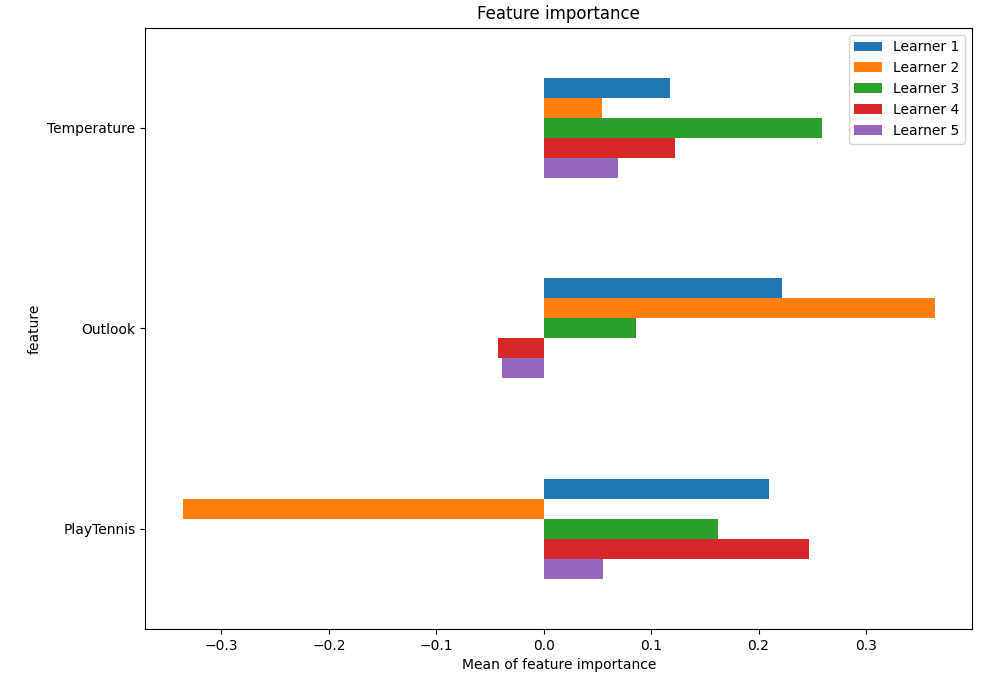 Feature importance
Learner 1
Learner 2
Learner 3
Learner 4
Learner 5
Temperature
Outlook
PlayTennis
feature
−0.3 −0.2 −0.1 0.0 0.1 0.2 0.3
Mean of feature importance